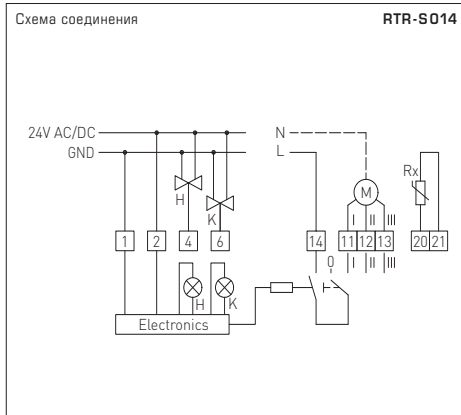 Схема соединения RTR-S014
24V AC/DC N
GND L
H
K
M
Rx
I II III
1 2 4 6 14 11 12 13 20 21
0
I II III
H K
Electronics